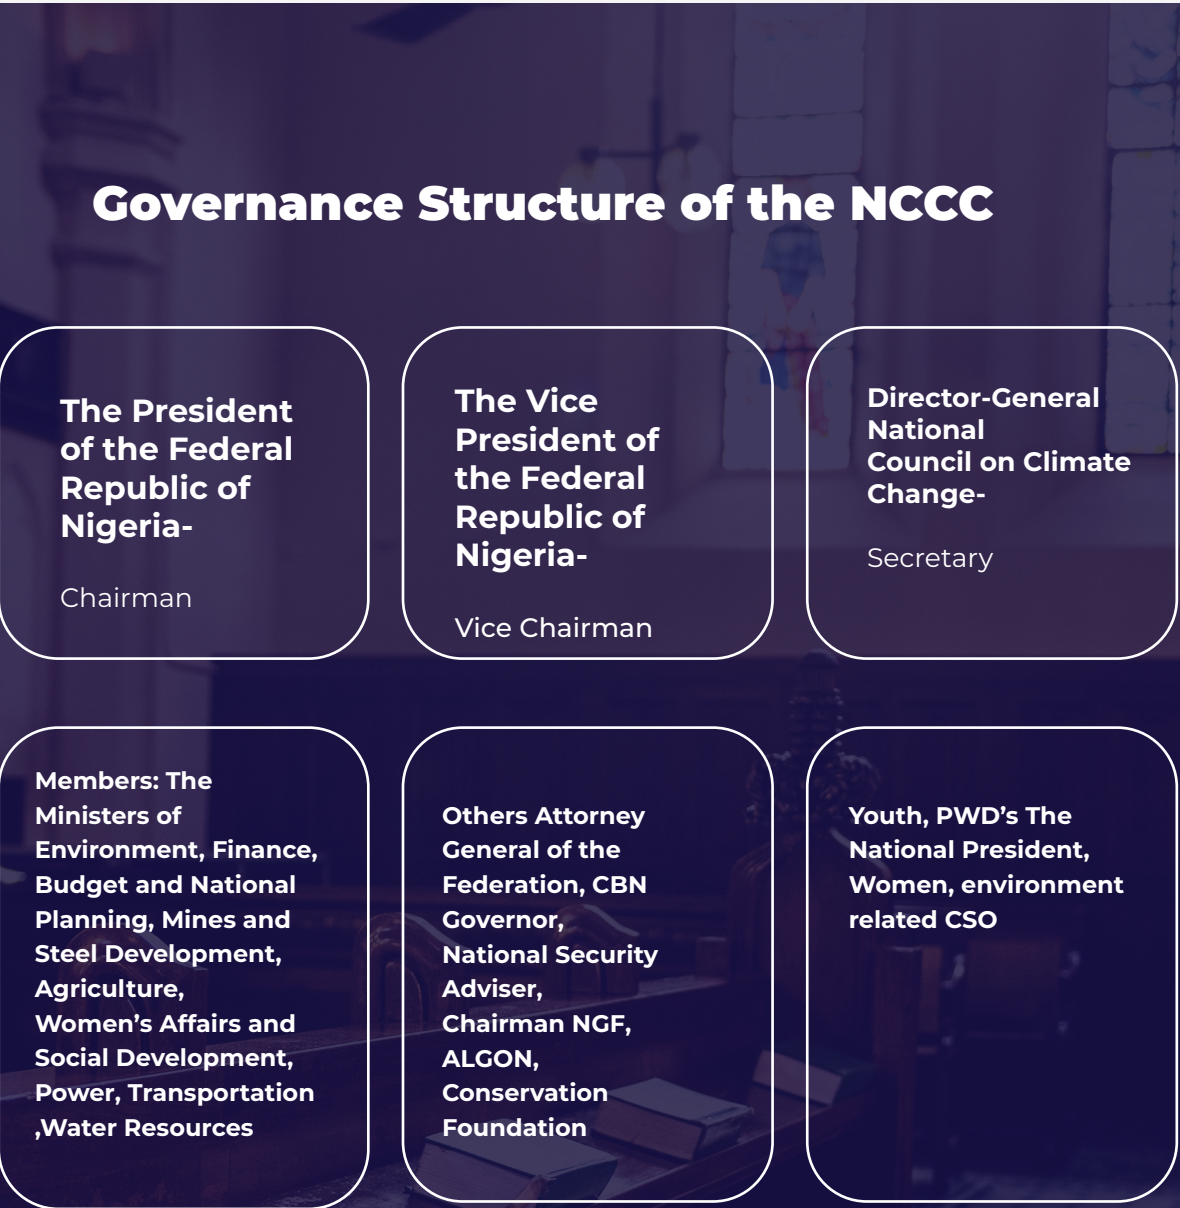 Governance Structure of the NCCC
The President
of the Federal
Republic of
Nigeria-
Chairman
The Vice
President of
the Federal
Republic of
Nigeria-
Vice Chairman
Director-General
National
Council on Climate
Change-
Secretary
Members: The
Ministers of
Environment, Finance,
Budget and National
Planning, Mines and
Steel Development,
Agriculture,
Women’s Affairs and
Social Development,
Power, Transportation
,Water Resources
Others Attorney
General of the
Federation, CBN
Governor,
National Security
Adviser,
Chairman NGF,
ALGON,
Conservation
Foundation
Youth, PWD’s The
National President,
Women, environment
related CSO